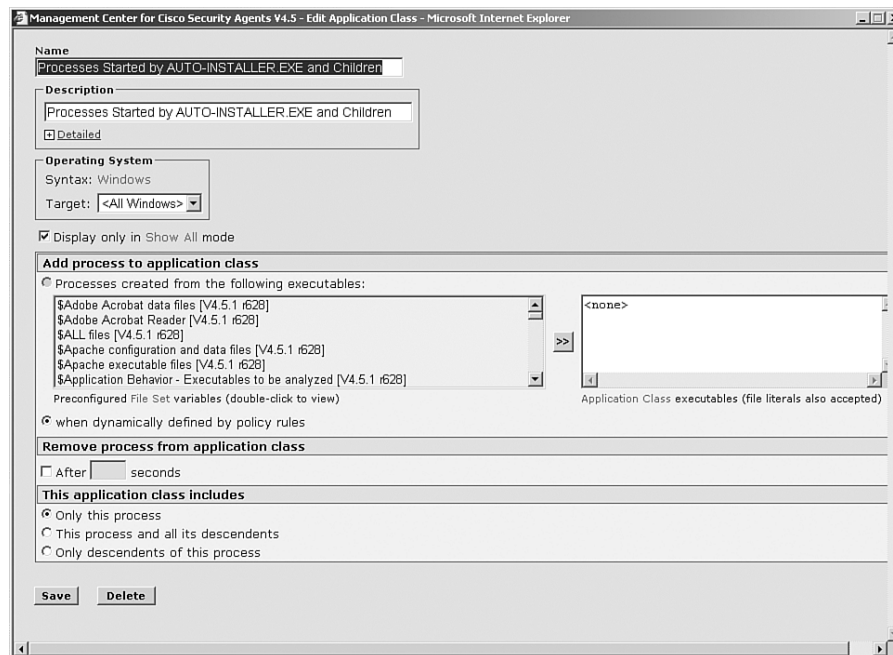 Management Center for Cisco Security Agents V4.5 - Edit Application Class - Microsoft Internet Explorer
Name
Processes Started by AUTO-INSTALLER.EXE and Children
Description
Processes Started by AUTO-INSTALLER.EXE and Children
Detailed
Operating System
Syntax: Windows
Target: <All Windows>
Display only in Show All mode
Add process to application class
Processes created from the following executables:
$Adobe Acrobat data files [V4.5.1 r628]
$Adobe Acrobat Reader [V4.5.1 r628]
$ALL files [V4.5.1 r628]
$Apache configuration and data files [V4.5.1 r628]
$Apache executable files [V4.5.1 r628]
$Application Behavior - Executables to be analyzed [V4.5.1 r628]
>>
<none>
Preconfigured File Set variables (double-click to view)
Application Class executables (file literals also accepted)
when dynamically defined by policy rules
Remove process from application class
After seconds
This application class includes
Only this process
This process and all its descendents
Only descendents of this process
Save Delete